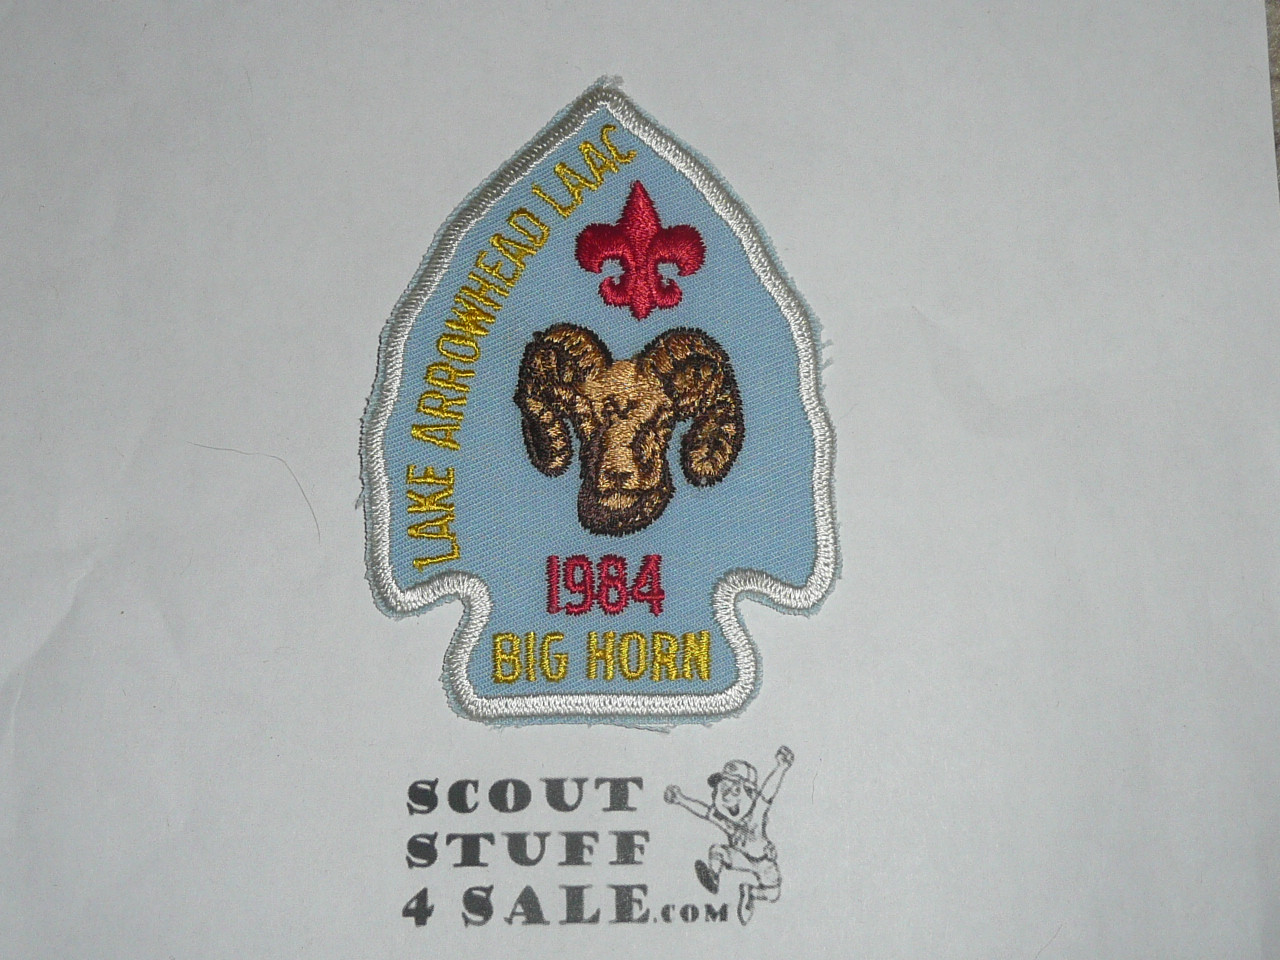 LAKE ARROWHEAD LAAC
1984
BIG HORN
SCOUT
STUFF
4 SALE.COM